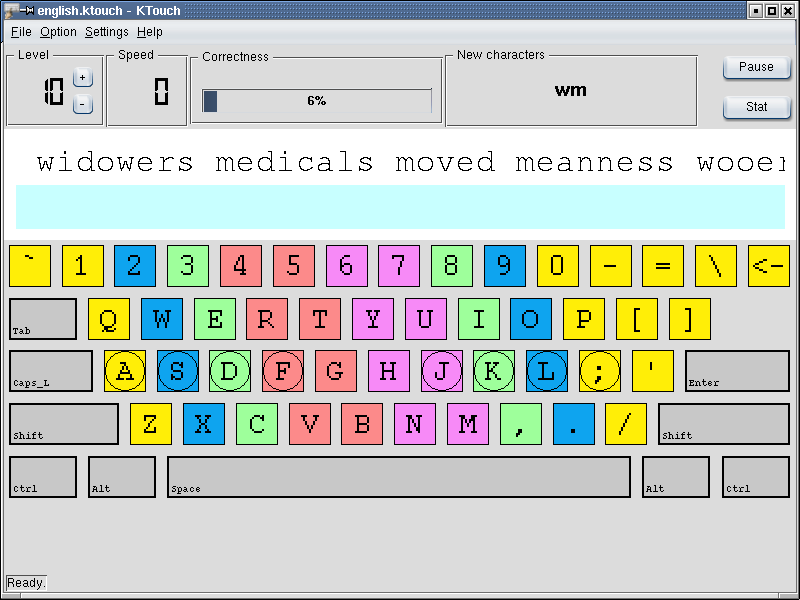 english.ktouch - KTouch
File Option Settings Help
Level Speed Correctness New characters
10 + - 0 6% wm Pause
Stat
widowers medicals moved meanness wooer
` 1 2 3 4 5 6 7 8 9 0 - = \ <-
Tab Q W E R T Y U I O P [ ]
Caps_L A S D F G H J K L ; ' Enter
Shift Z X C V B N M , . / Shift
Ctrl Alt Space Alt Ctrl
Ready.